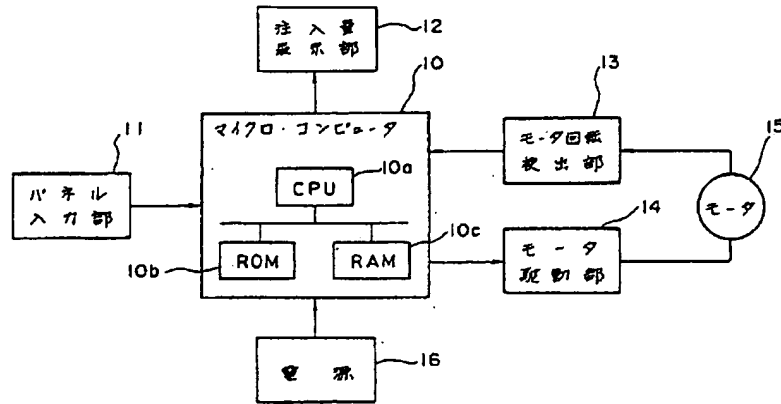 注入量
表示部
12
10
13
11
マイクロ・コンピュータ
モータ回転
検出部
15
CPU
10a
パネル
入力部
モータ
14
ROM
10b
RAM
10c
モータ
駆動部
電源
16